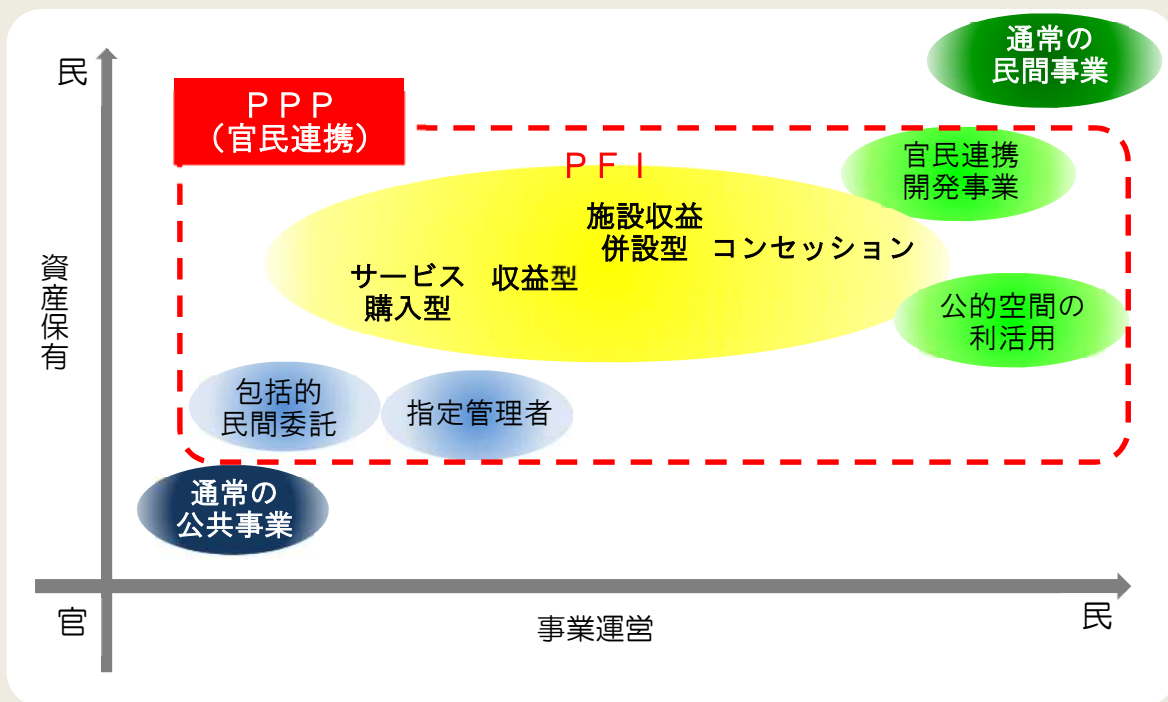 通常の
民間事業
民
ＰＰＰ
（官民連携）
ＰＦＩ
官民連携
開発事業
施設収益
併設型
コンセッション
サービス
購入型
収益型
資産保有
公的空間の
利活用
包括的
民間委託
指定管理者
通常の
公共事業
官
事業運営
民